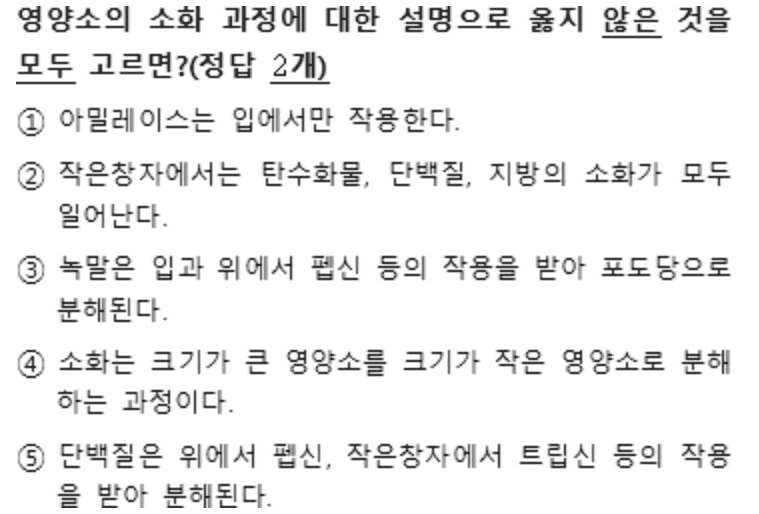 영양소의 소화 과정에 대한 설명으로 옳지 않은 것을
모두 고르면?(정답 2개)
① 아밀레이스는 입에서만 작용한다.
② 작은창자에서는 탄수화물, 단백질, 지방의 소화가 모두
일어난다.
③ 녹말은 입과 위에서 펩신 등의 작용을 받아 포도당으로
분해된다.
④ 소화는 크기가 큰 영양소를 크기가 작은 영양소로 분해
하는 과정이다.
⑤ 단백질은 위에서 펩신, 작은창자에서 트립신 등의 작용
을 받아 분해된다.